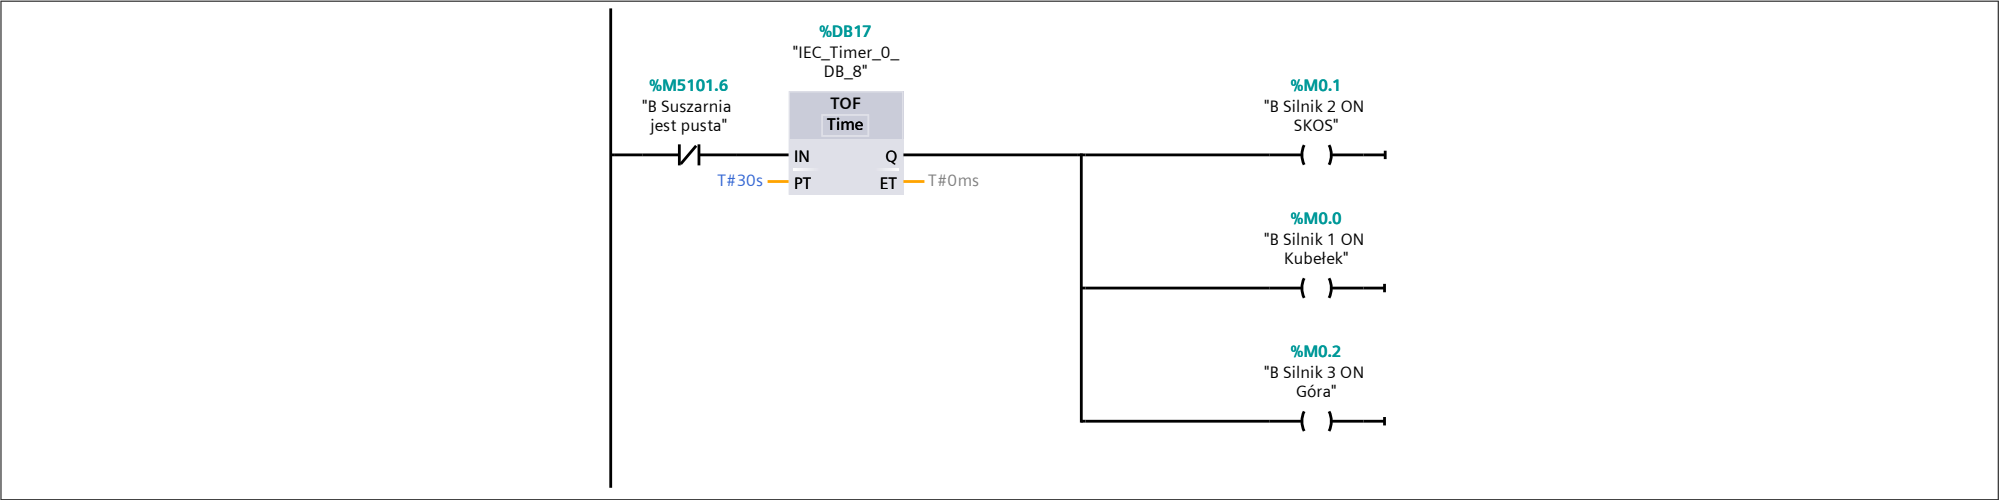 %DB17
"IEC_Timer_0_
DB_8"
%M5101.6
"B Suszarnia
jest pusta"
TOF
Time
IN
Q
T#30s
PT
ET
T#0ms
%M0.1
"B Silnik 2 ON
SKOS"
%M0.0
"B Silnik 1 ON
Kubełek"
%M0.2
"B Silnik 3 ON
Góra"